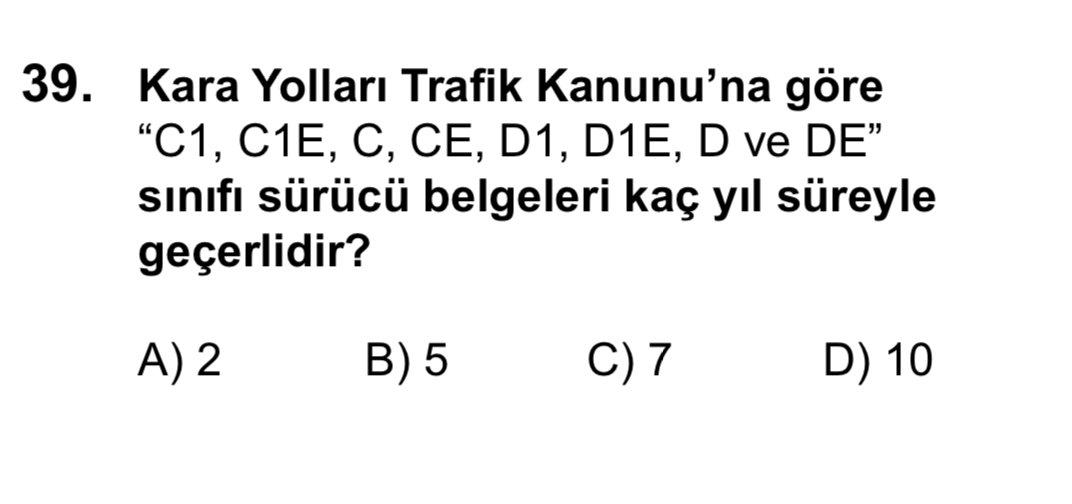 39. Kara Yolları Trafik Kanunu’na göre
“C1, C1E, C, CE, D1, D1E, D ve DE”
sınıfı sürücü belgeleri kaç yıl süreyle
geçerlidir?
A) 2 B) 5 C) 7 D) 10